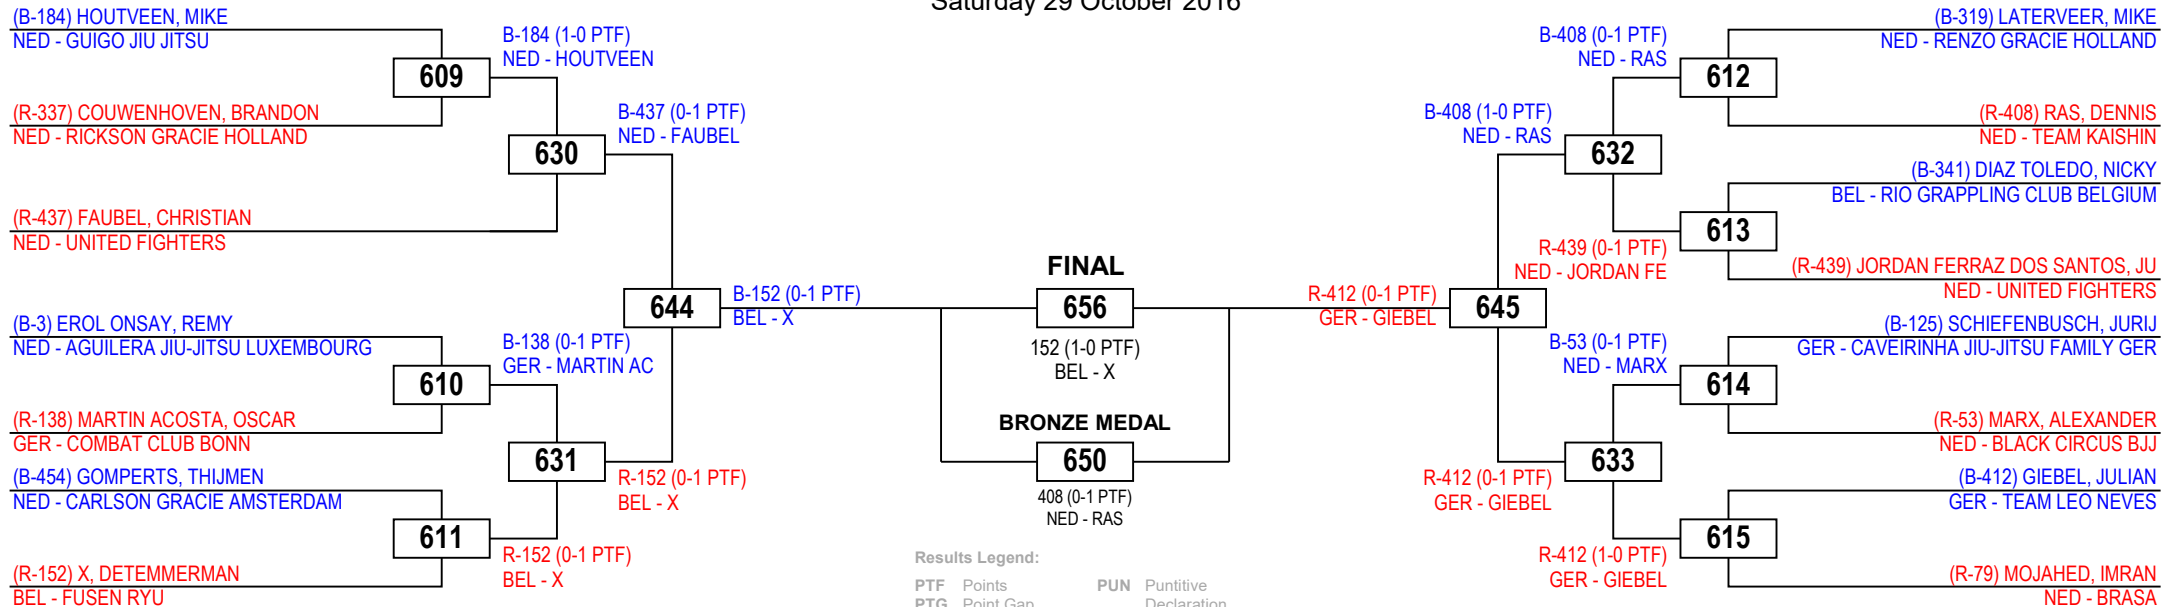 Saturday 29 October 2016
(B-184) HOUTVEEN, MIKE
NED - GUIGO JIU JITSU
609
(R-337) COUWENHOVEN, BRANDON
NED - RICKSON GRACIE HOLLAND
B-184 (1-0 PTF)
NED - HOUTVEEN
630
(R-437) FAUBEL, CHRISTIAN
NED - UNITED FIGHTERS
B-437 (0-1 PTF)
NED - FAUBEL
644
(B-3) EROL ONSAY, REMY
NED - AGUILERA JIU-JITSU LUXEMBOURG
610
(R-138) MARTIN ACOSTA, OSCAR
GER - COMBAT CLUB BONN
B-138 (0-1 PTF)
GER - MARTIN AC
631
(B-454) GOMPERTS, THIJMEN
NED - CARLSON GRACIE AMSTERDAM
611
(R-152) X, DETEMMERMAN
BEL - FUSEN RYU
R-152 (0-1 PTF)
BEL - X
R-152 (0-1 PTF)
BEL - X
B-152 (0-1 PTF)
BEL - X
FINAL
656
152 (1-0 PTF)
BEL - X
BRONZE MEDAL
650
408 (0-1 PTF)
NED - RAS
R-412 (0-1 PTF)
GER - GIEBEL
645
B-408 (1-0 PTF)
NED - RAS
632
B-408 (0-1 PTF)
NED - RAS
612
(B-319) LATERVEER, MIKE
NED - RENZO GRACIE HOLLAND
(R-408) RAS, DENNIS
NED - TEAM KAISHIN
(B-341) DIAZ TOLEDO, NICKY
BEL - RIO GRAPPLING CLUB BELGIUM
613
R-439 (0-1 PTF)
NED - JORDAN FE
(R-439) JORDAN FERRAZ DOS SANTOS, JU
NED - UNITED FIGHTERS
(B-125) SCHIEFENBUSCH, JURIJ
GER - CAVEIRINHA JIU-JITSU FAMILY GER
614
B-53 (0-1 PTF)
NED - MARX
(R-53) MARX, ALEXANDER
NED - BLACK CIRCUS BJJ
633
R-412 (0-1 PTF)
GER - GIEBEL
(B-412) GIEBEL, JULIAN
GER - TEAM LEO NEVES
615
R-412 (1-0 PTF)
GER - GIEBEL
(R-79) MOJAHED, IMRAN
NED - BRASA
Results Legend:
PTF Points PUN Puntitive
PTG Point Gap Declaration